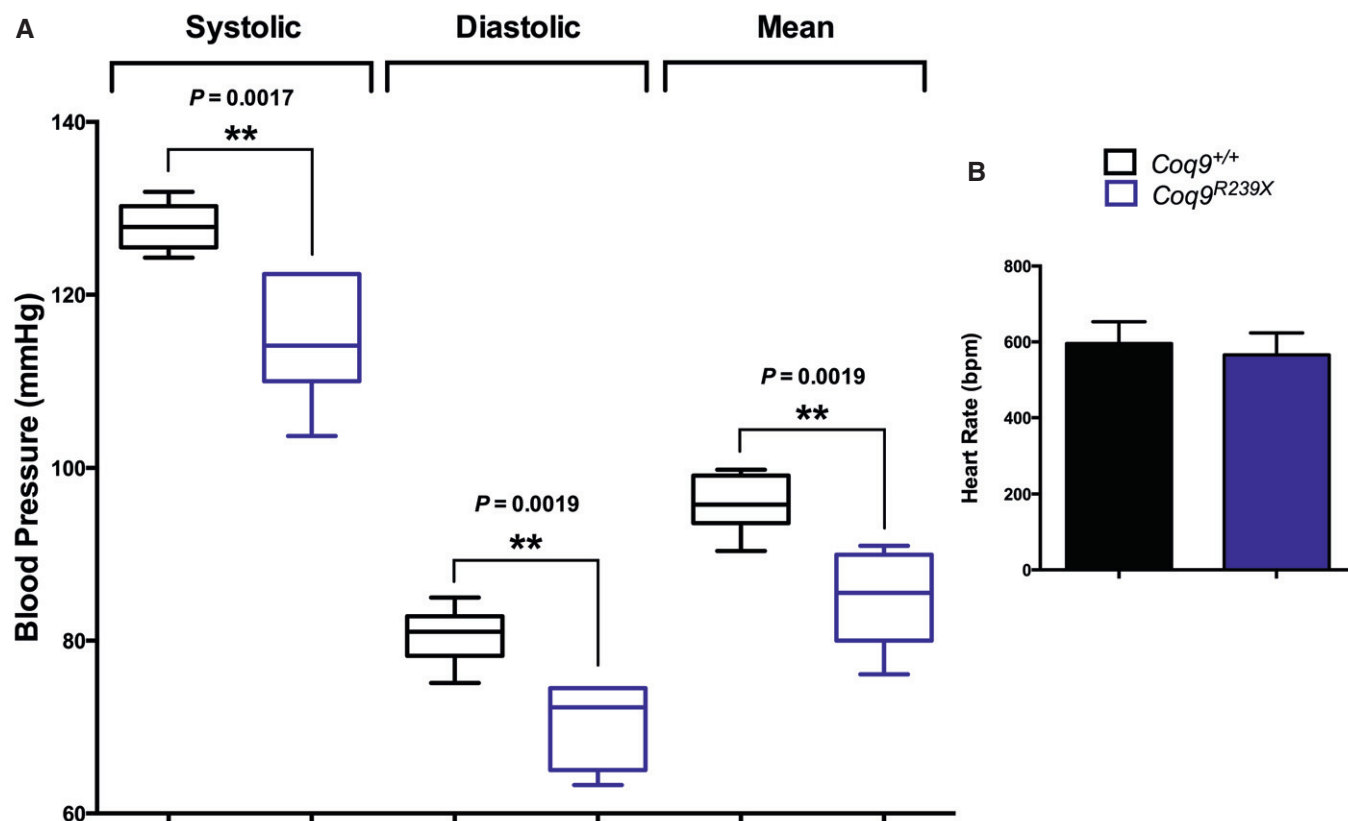 A
Systolic
Diastolic
Mean
P = 0.0017
**
P = 0.0019
**
P = 0.0019
**
Blood Pressure (mmHg)
140
120
100
80
60
Coq9+/+
Coq9R239X
B
Heart Rate (bpm)
800
600
400
200
0